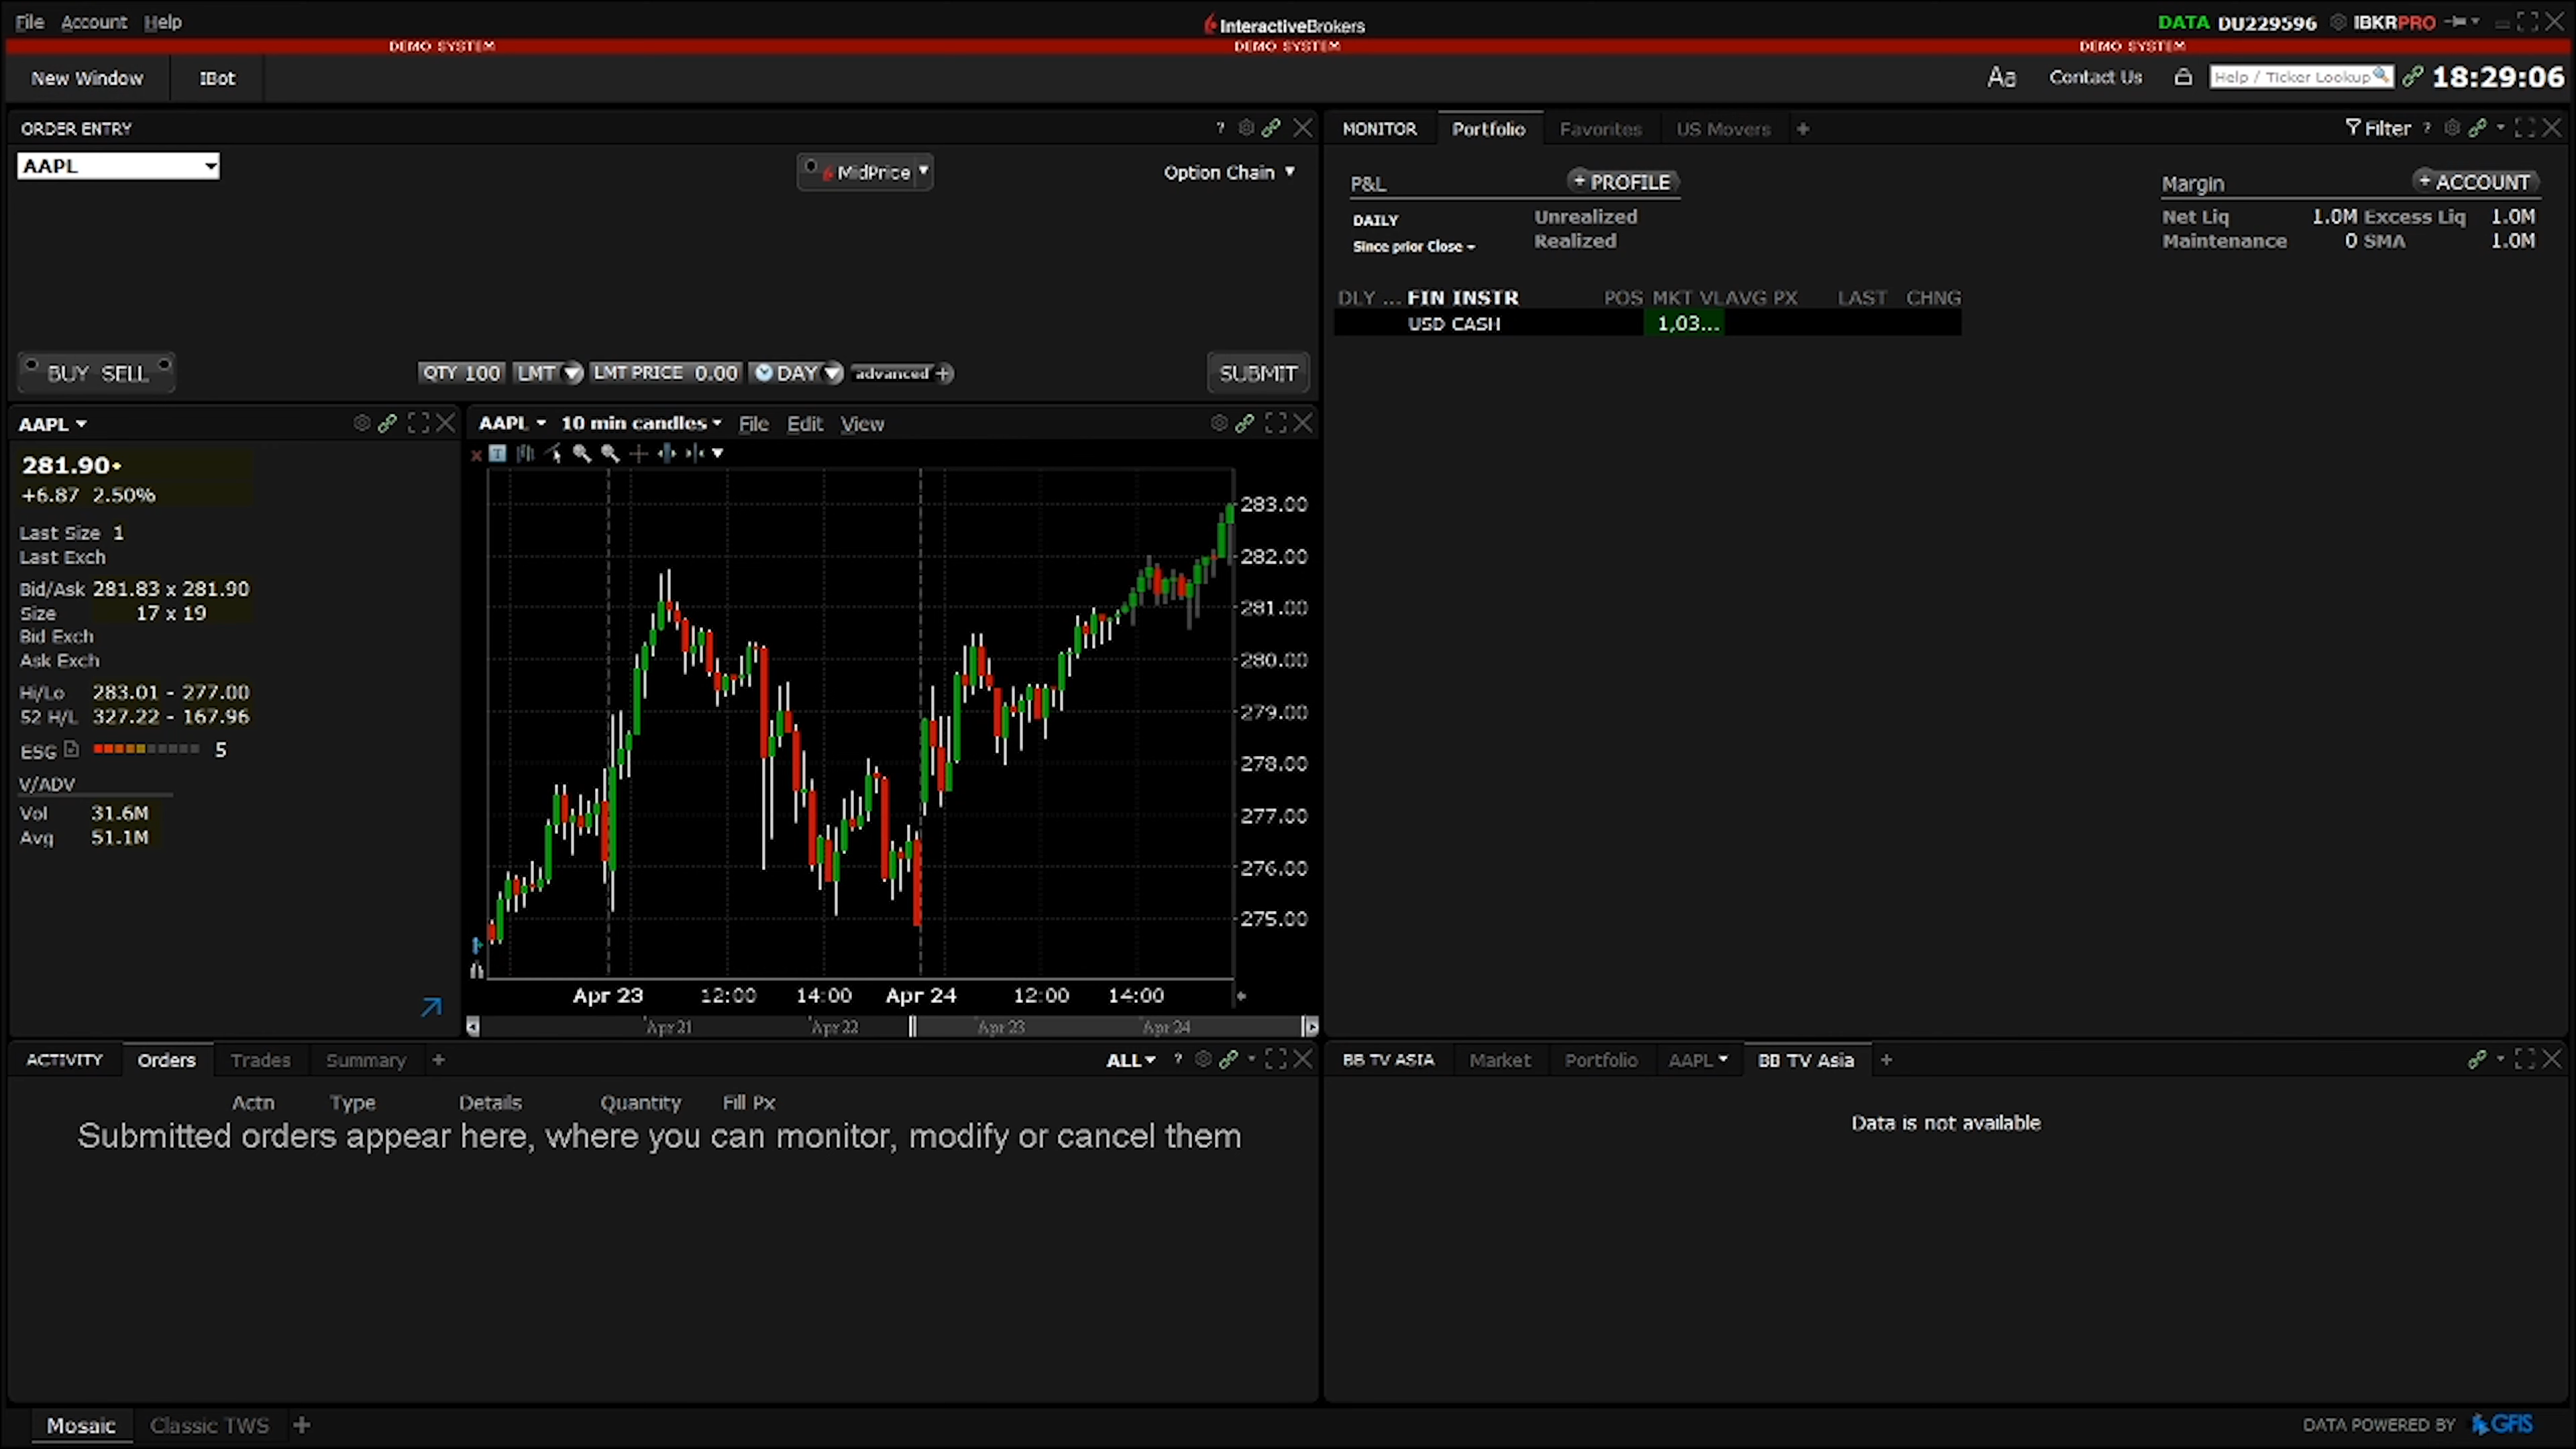 File Account Help
InteractiveBrokers
DATA DU229596 IBKRPRO
DEMO SYSTEM DEMO SYSTEM DEMO SYSTEM
New Window IBot
Aa Contact Us Help / Ticker Lookup 18:29:06
ORDER ENTRY ?
AAPL
MidPrice
Option Chain
BUY SELL
QTY 100 LMT LMT PRICE 0.00 DAY advanced +
SUBMIT
MONITOR Portfolio Favorites US Movers +
Filter ?
P&L + PROFILE
DAILY Unrealized
Since prior Close Realized
Margin + ACCOUNT
Net Liq 1.0M Excess Liq 1.0M
Maintenance 0 SMA 1.0M
DLY ... FIN INSTR POS MKT VL AVG PX LAST CHNG
USD CASH 1,03...
AAPL
281.90
+6.87 2.50%
Last Size 1
Last Exch
Bid/Ask 281.83 x 281.90
Size 17 x 19
Bid Exch
Ask Exch
Hi/Lo 283.01 - 277.00
52 H/L 327.22 - 167.96
ESG 5
V/ADV
Vol 31.6M
Avg 51.1M
AAPL 10 min candles File Edit View
T
283.00
282.00
281.00
280.00
279.00
278.00
277.00
276.00
275.00
Apr 23 12:00 14:00 Apr 24 12:00 14:00
Apr 21 Apr 22 Apr 23 Apr 24
ACTIVITY Orders Trades Summary +
ALL ?
Actn Type Details Quantity Fill Px
Submitted orders appear here, where you can monitor, modify or cancel them
BB TV ASIA Market Portfolio AAPL BB TV Asia +
Data is not available
Mosaic Classic TWS +
DATA POWERED BY GFIS